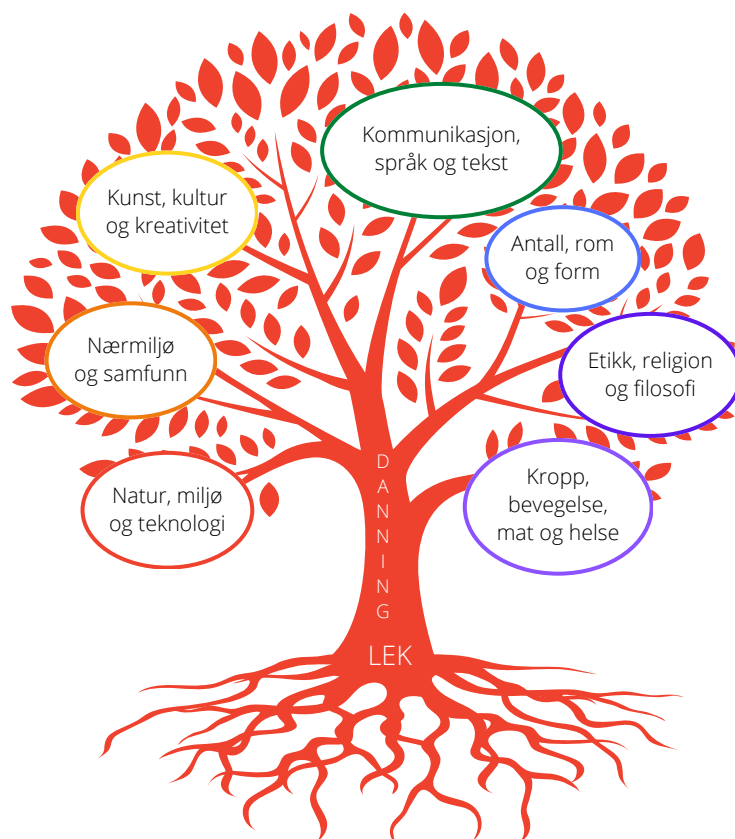 Kommunikasjon,
språk og tekst
Kunst, kultur
og kreativitet
Antall, rom
og form
Nærmiljø
og samfunn
Etikk, religion
og filosofi
Natur, miljø
og teknologi
Kropp,
bevegelse,
mat og helse
DANNING
LEK